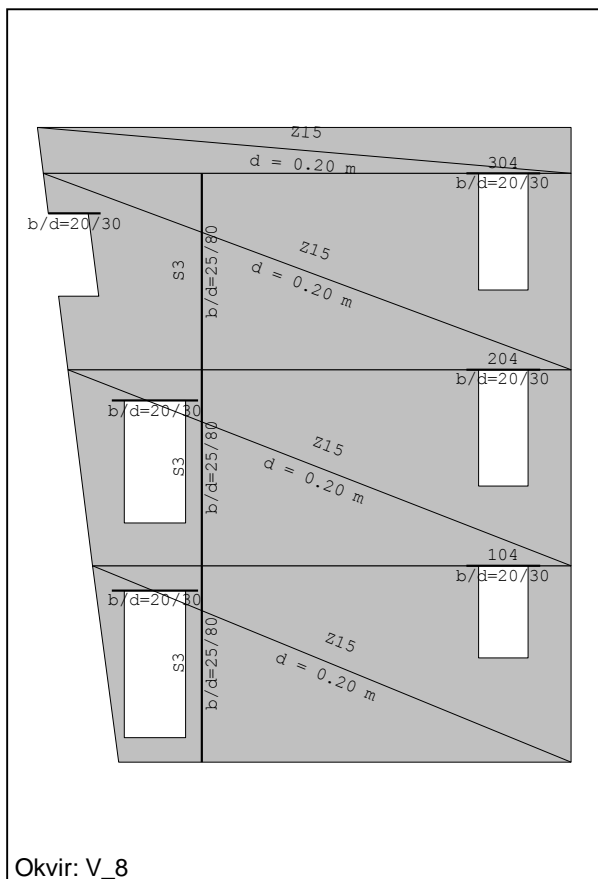 Z15
d = 0.20 m
304
b/d=20/30
b/d=20/30
S3
b/d=25/80
Z15
d = 0.20 m
204
b/d=20/30
b/d=20/30
S3
b/d=25/80
Z15
d = 0.20 m
104
b/d=20/30
b/d=20/30
S3
b/d=25/80
Z15
d = 0.20 m
Okvir: V_8